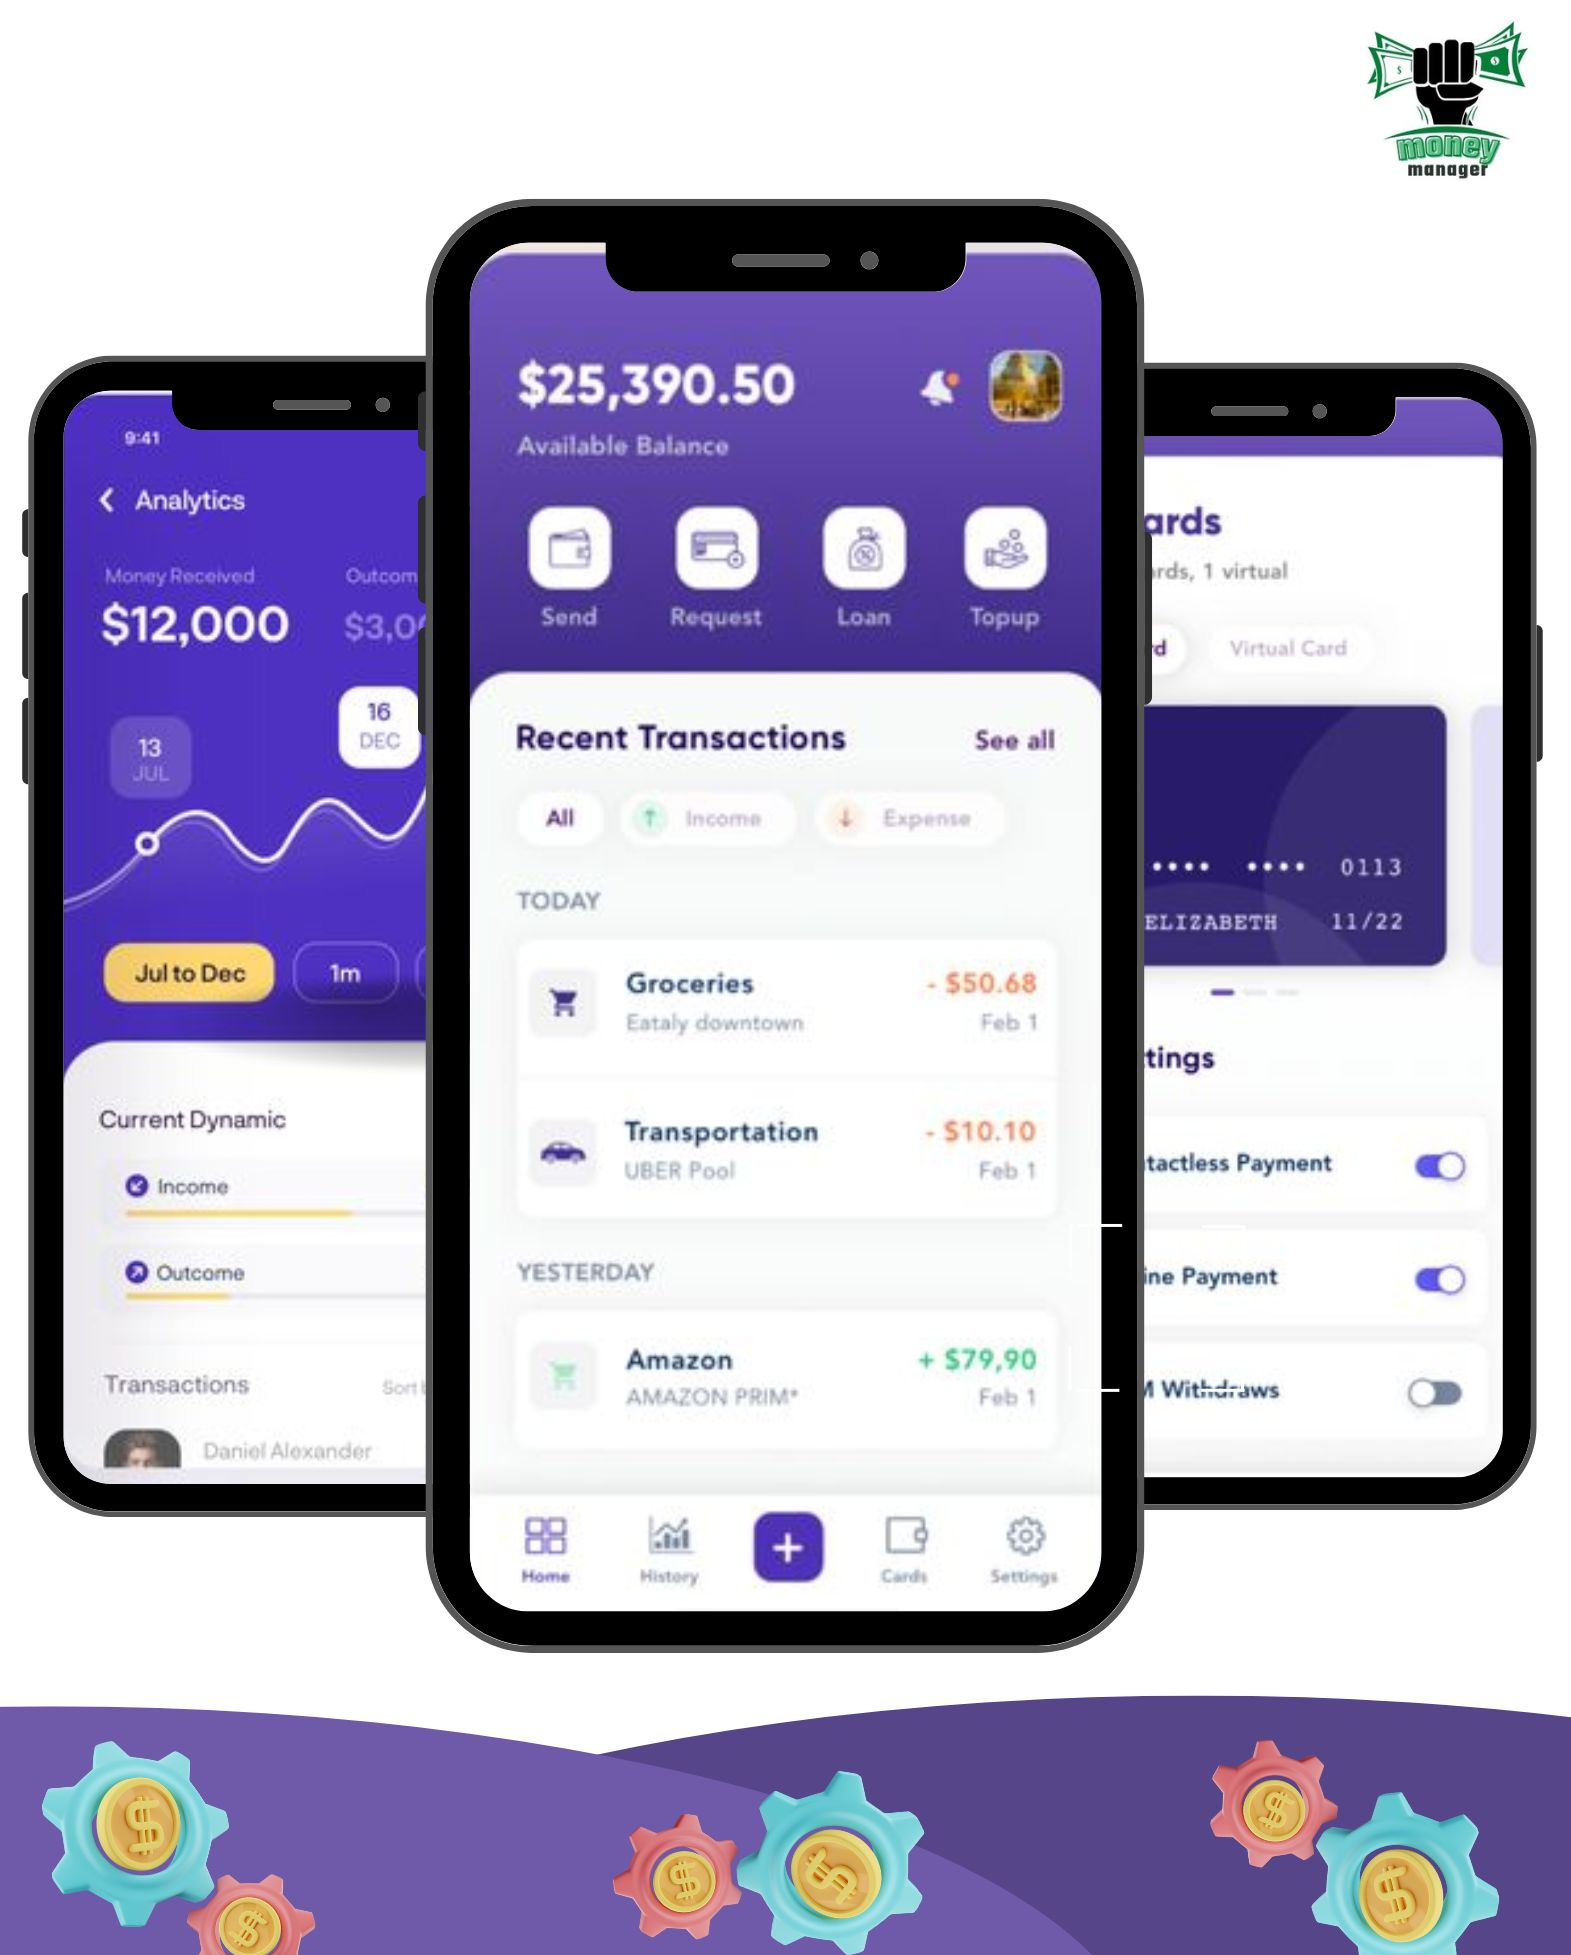 money
manager
9:41
Analytics
Money Received
$12,000
$3,0
13
JUL
16
DEC
Jul to Dec
1m
Current Dynamic
Income
Outcome
Transactions
Sort
Daniel Alexander
$25,390.50
Available Balance
Send Request Loan Topup
Recent Transactions See all
All Income Expense
TODAY
Groceries - $50.68
Eataly downtown Feb 1
Transportation - $10.10
UBER Pool Feb 1
YESTERDAY
Amazon + $79,90
AMAZON PRIM* Feb 1
Home History + Cards Settings
ards
rds, 1 virtual
rd Virtual Card
•••• •••• 0113
ELIZABETH 11/22
tings
tactless Payment
ine Payment
M Withdraws